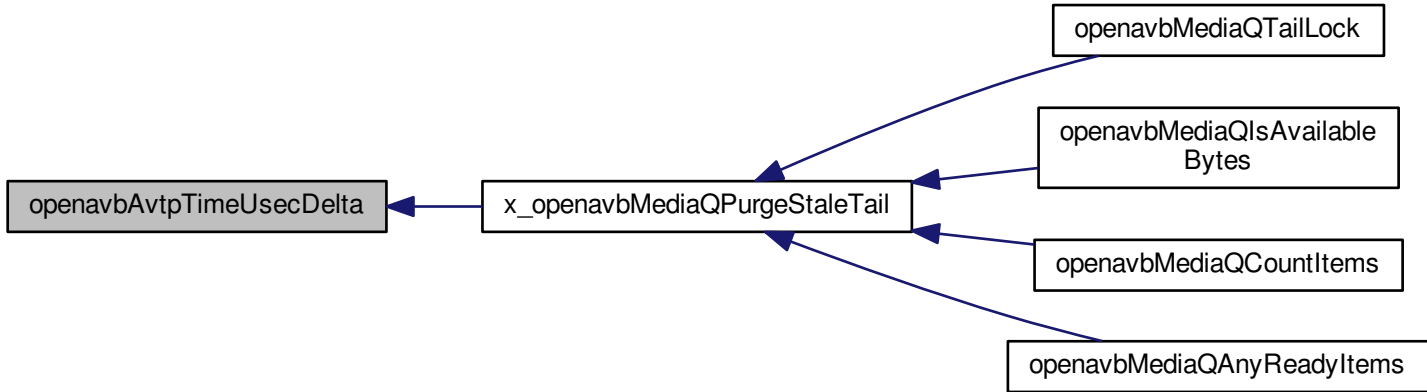 openavbMediaQTailLock
openavbMediaQIsAvailable
Bytes
openavbAvtpTimeUsecDelta
x_openavbMediaQPurgeStaleTail
openavbMediaQCountItems
openavbMediaQAnyReadyItems